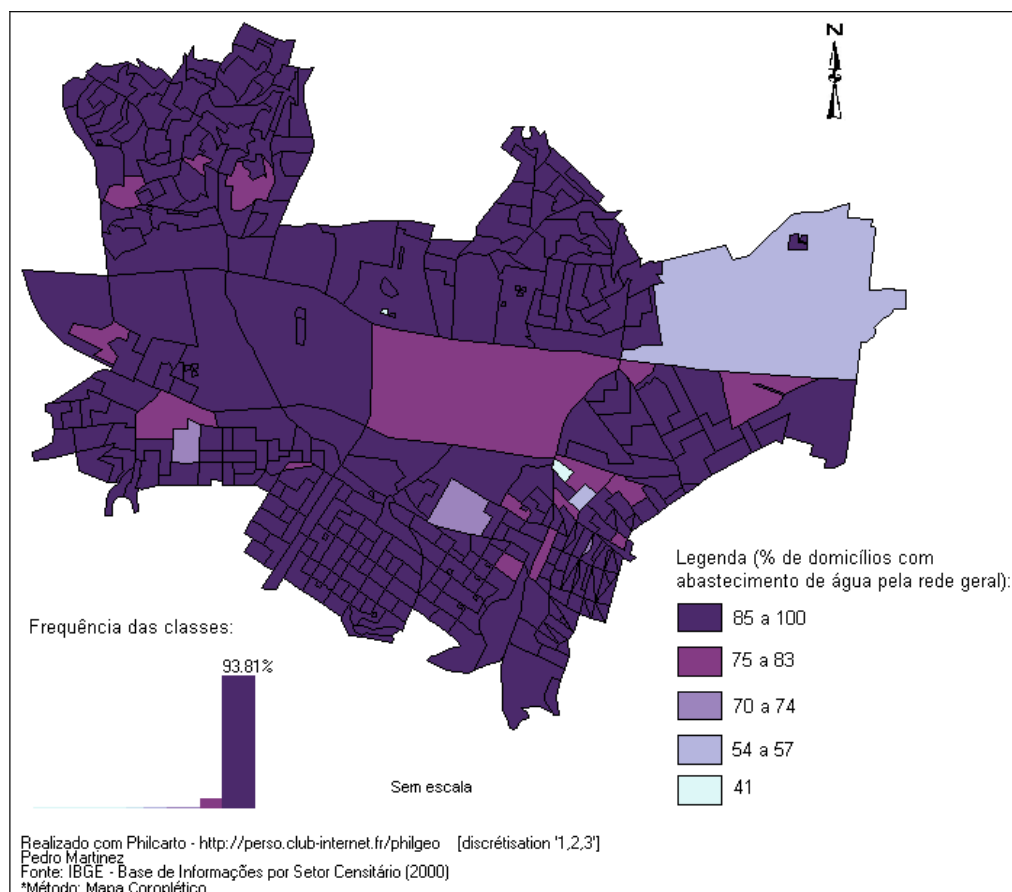 N
Legenda (% de domicílios com
abastecimento de água pela rede geral):
85 a 100
75 a 83
70 a 74
54 a 57
41
Frequência das classes:
93.81%
Sem escala
Realizado com Philcarto - http://perso.club-internet.fr/philgeo [discrétisation '1,2,3']
Pedro Martinez
Fonte: IBGE - Base de Informações por Setor Censitário (2000)
*Método: Mapa Coroplético